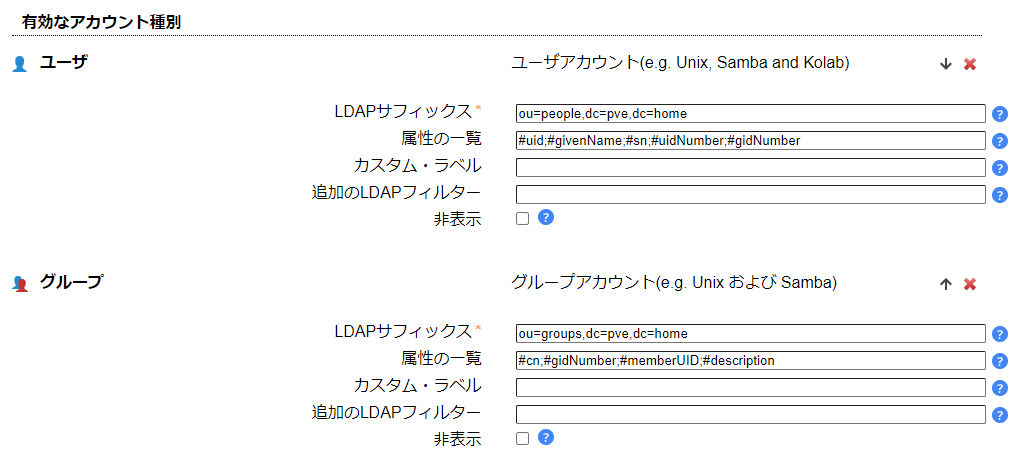 有効なアカウント種別
ユーザ ユーザアカウント(e.g. Unix, Samba and Kolab)
LDAPサフィックス* ou=people,dc=pve,dc=home ?
属性の一覧 #uid;#givenName;#sn;#uidNumber;#gidNumber ?
カスタム・ラベル ?
追加のLDAPフィルター ?
非表示 ?
グループ グループアカウント(e.g. Unix および Samba)
LDAPサフィックス* ou=groups,dc=pve,dc=home ?
属性の一覧 #cn;#gidNumber;#memberUID;#description ?
カスタム・ラベル ?
追加のLDAPフィルター ?
非表示 ?